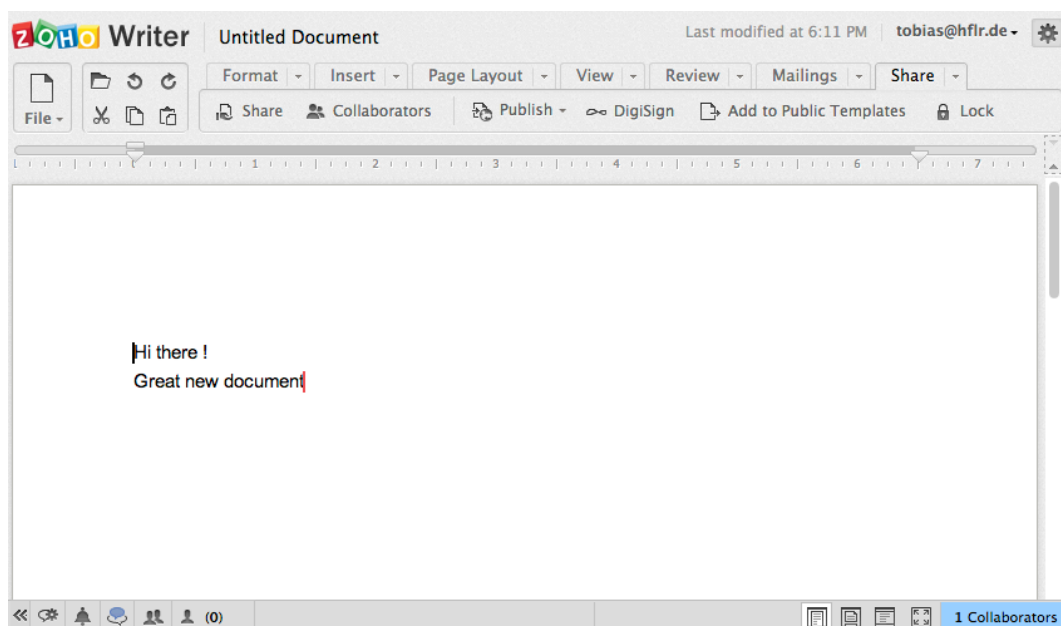 ZOHO Writer Untitled Document Last modified at 6:11 PM tobias@hflr.de
File Format Insert Page Layout View Review Mailings Share
Share Collaborators Publish DigiSign Add to Public Templates Lock
1 2 3 4 5 6 7
Hi there !
Great new document
(0) 1 Collaborators